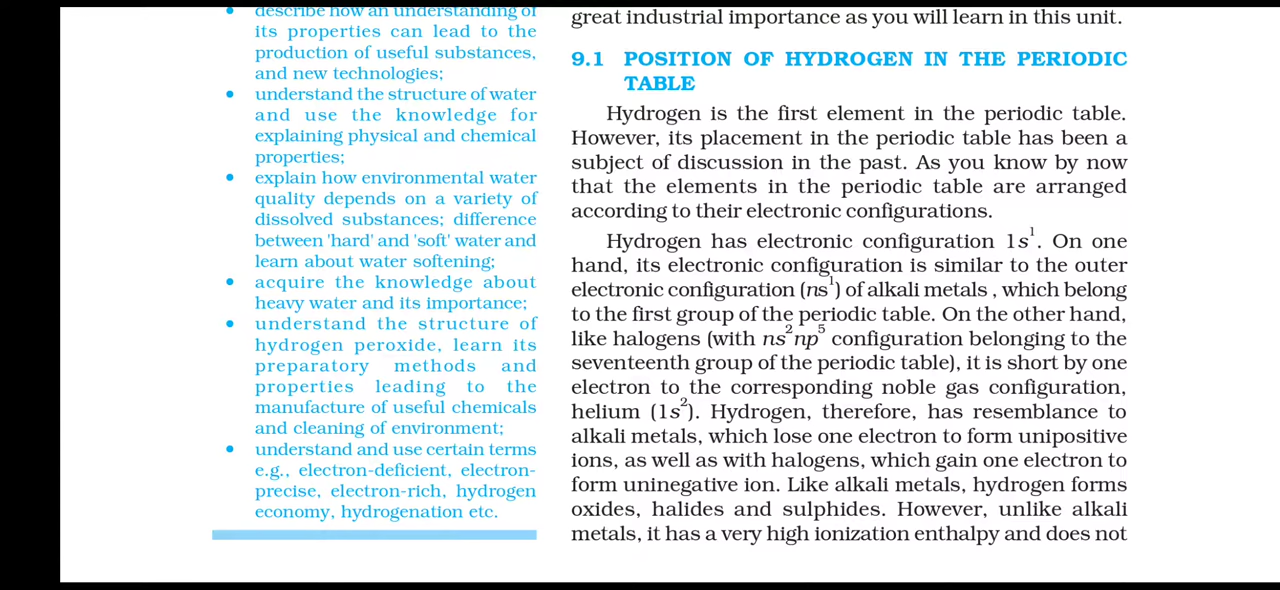 describe how an understanding of
its properties can lead to the
production of useful substances,
and new technologies;
• understand the structure of water
and use the knowledge for
explaining physical and chemical
properties;
• explain how environmental water
quality depends on a variety of
dissolved substances; difference
between 'hard' and 'soft' water and
learn about water softening;
• acquire the knowledge about
heavy water and its importance;
• understand the structure of
hydrogen peroxide, learn its
preparatory methods and
properties leading to the
manufacture of useful chemicals
and cleaning of environment;
• understand and use certain terms
e.g., electron-deficient, electron-
precise, electron-rich, hydrogen
economy, hydrogenation etc.
great industrial importance as you will learn in this unit.
9.1 POSITION OF HYDROGEN IN THE PERIODIC
TABLE
Hydrogen is the first element in the periodic table.
However, its placement in the periodic table has been a
subject of discussion in the past. As you know by now
that the elements in the periodic table are arranged
according to their electronic configurations.
Hydrogen has electronic configuration 1s¹. On one
hand, its electronic configuration is similar to the outer
electronic configuration (ns¹) of alkali metals , which belong
to the first group of the periodic table. On the other hand,
like halogens (with ns²np⁵ configuration belonging to the
seventeenth group of the periodic table), it is short by one
electron to the corresponding noble gas configuration,
helium (1s²). Hydrogen, therefore, has resemblance to
alkali metals, which lose one electron to form unipositive
ions, as well as with halogens, which gain one electron to
form uninegative ion. Like alkali metals, hydrogen forms
oxides, halides and sulphides. However, unlike alkali
metals, it has a very high ionization enthalpy and does not